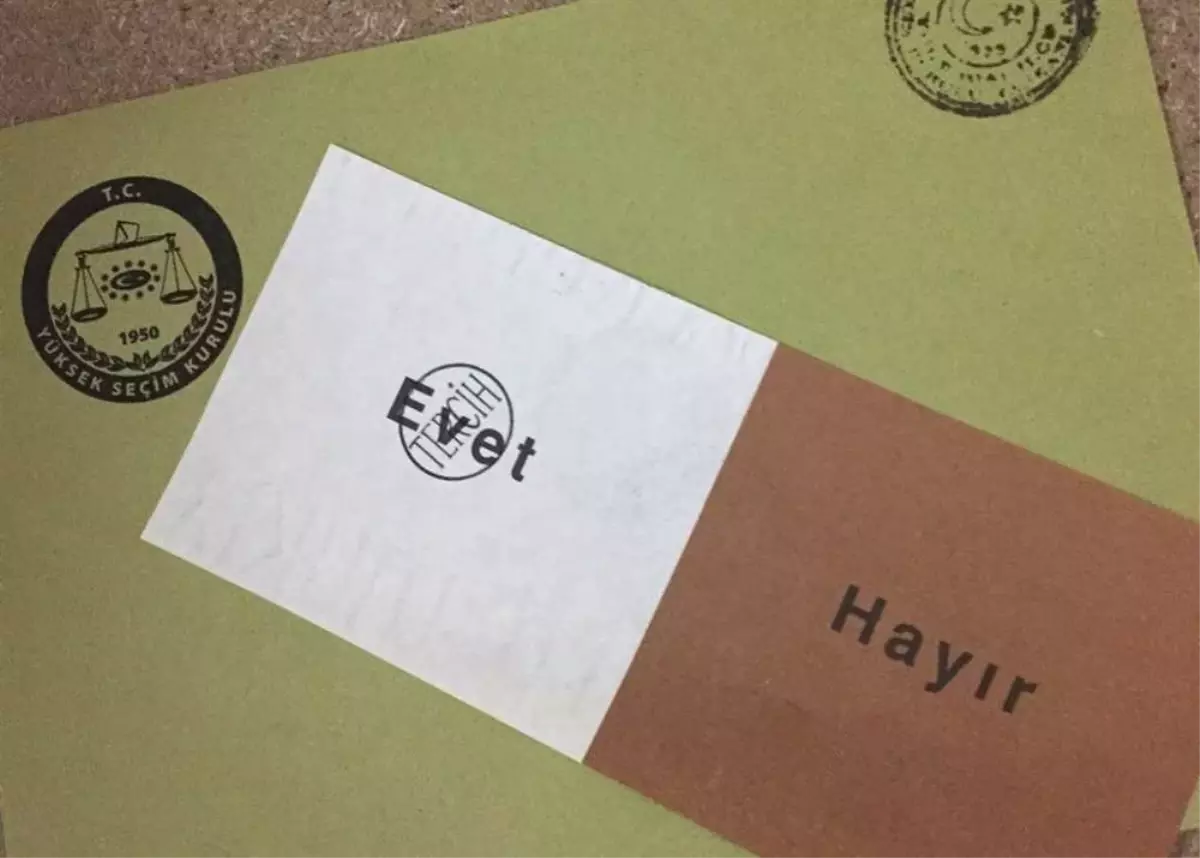 T.C.
YÜKSEK SEÇİM KURULU
1950
Evet
TERCİH
Hayır